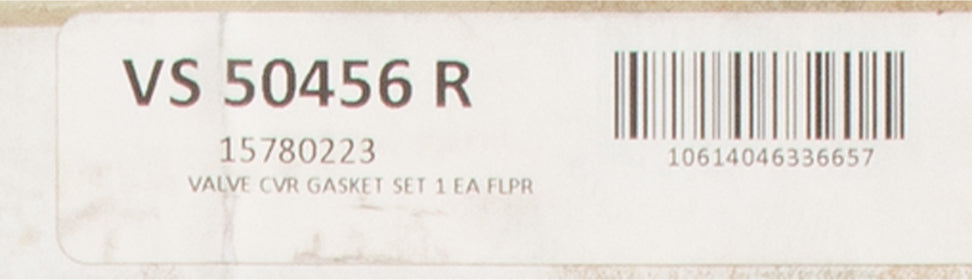 VS 50456 R
15780223
VALVE CVR GASKET SET 1 EA FLPR
10614046336657